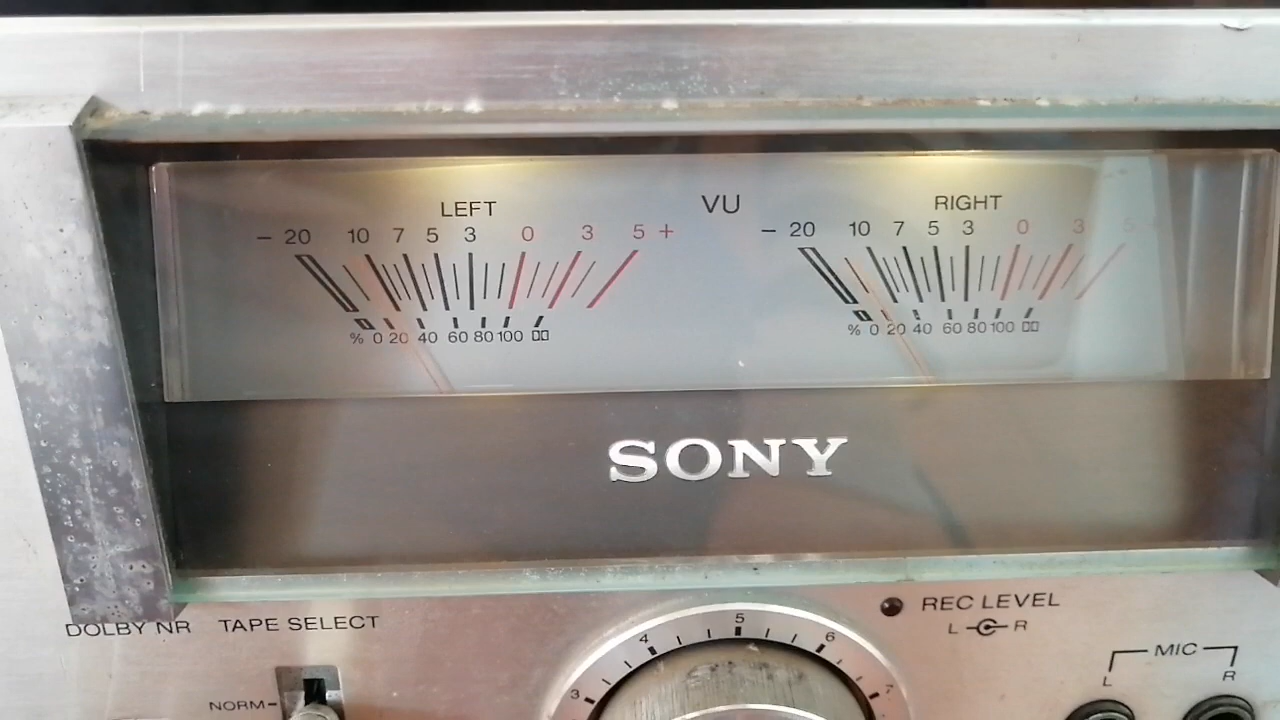 LEFT VU RIGHT
− 20 10 7 5 3 0 3 5 + − 20 10 7 5 3 0 3 5
% 0 20 40 60 80 100 % 0 20 40 60 80 100
SONY
DOLBY NR TAPE SELECT
REC LEVEL
L R
3 4 5 6 7
MIC
L R
NORM